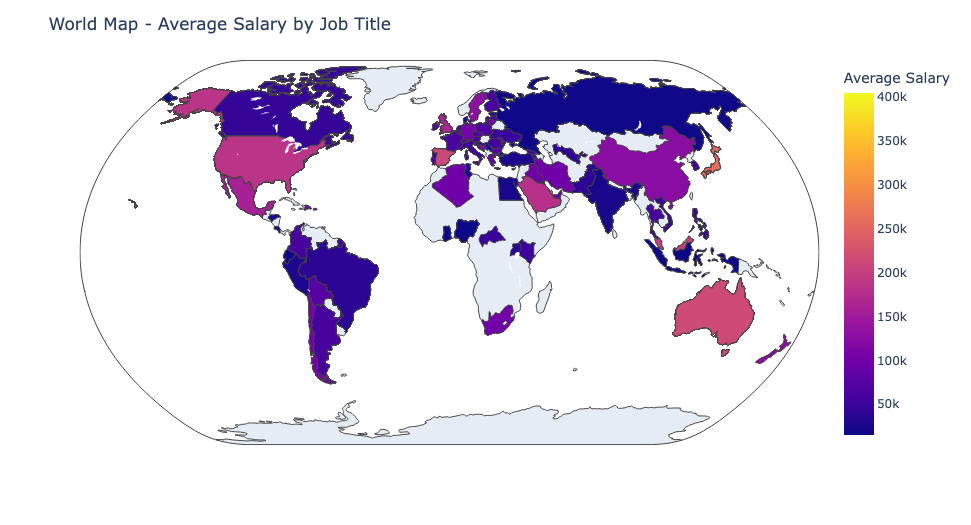 World Map - Average Salary by Job Title
Average Salary
400k
350k
300k
250k
200k
150k
100k
50k